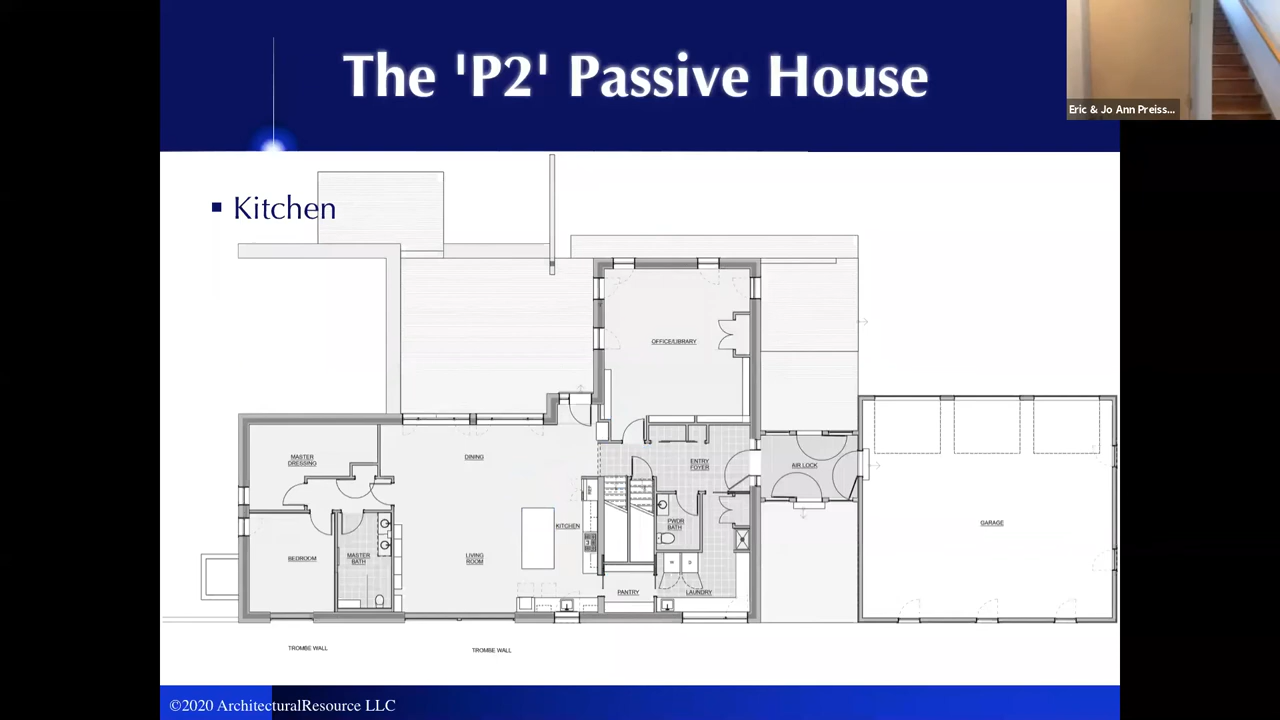 The 'P2' Passive House
Eric & Jo Ann Preiss...
Kitchen
OFFICE/LIBRARY
MASTER
DRESSING
DINING
ENTRY
FOYER
AIR LOCK
REF
KITCHEN
PWDR
BATH
GARAGE
BEDROOM
MASTER
BATH
LIVING
ROOM
PANTRY
LAUNDRY
TROMBE WALL
TROMBE WALL
©2020 ArchitecturalResource LLC